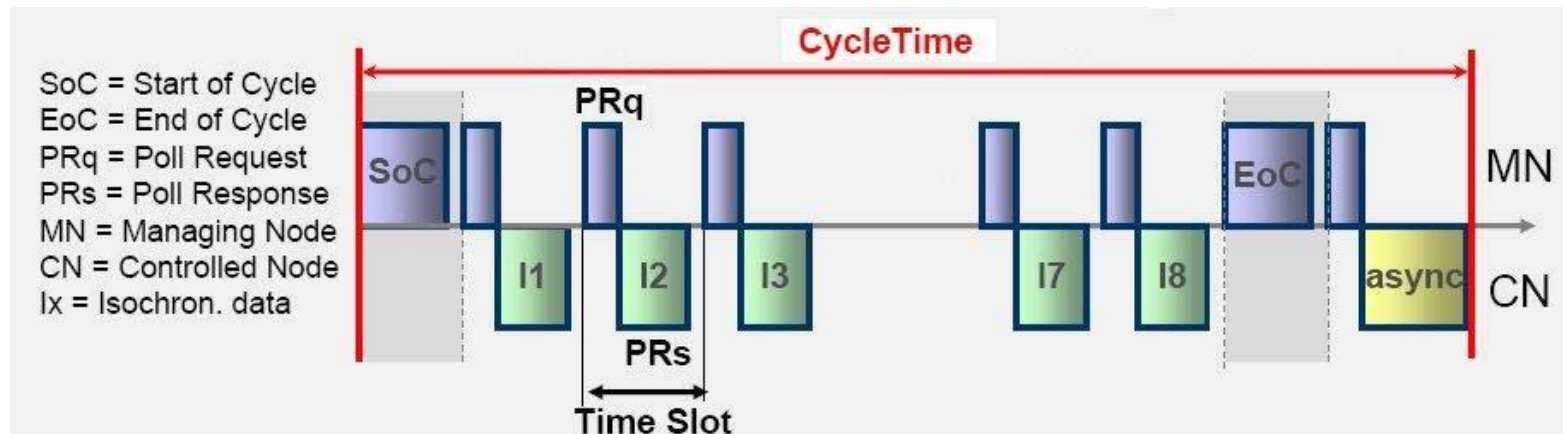 CycleTime
SoC = Start of Cycle
EoC = End of Cycle
PRq = Poll Request
PRs = Poll Response
MN = Managing Node
CN = Controlled Node
Ix = Isochron. data
PRq
SoC
EoC
MN
I1
I2
I3
I7
I8
async
CN
PRs
Time Slot